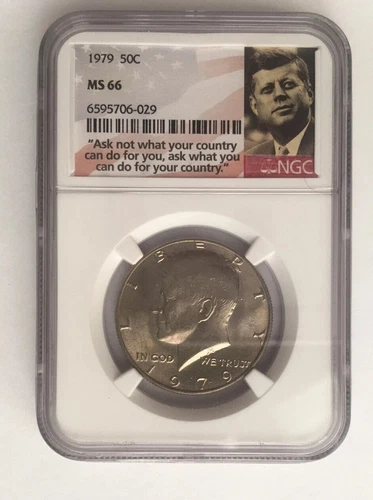 1979 50C
MS 66
6595706-029
"Ask not what your country
can do for you, ask what you
can do for your country."
NGC
LIBERTY
IN GOD WE TRUST
1979